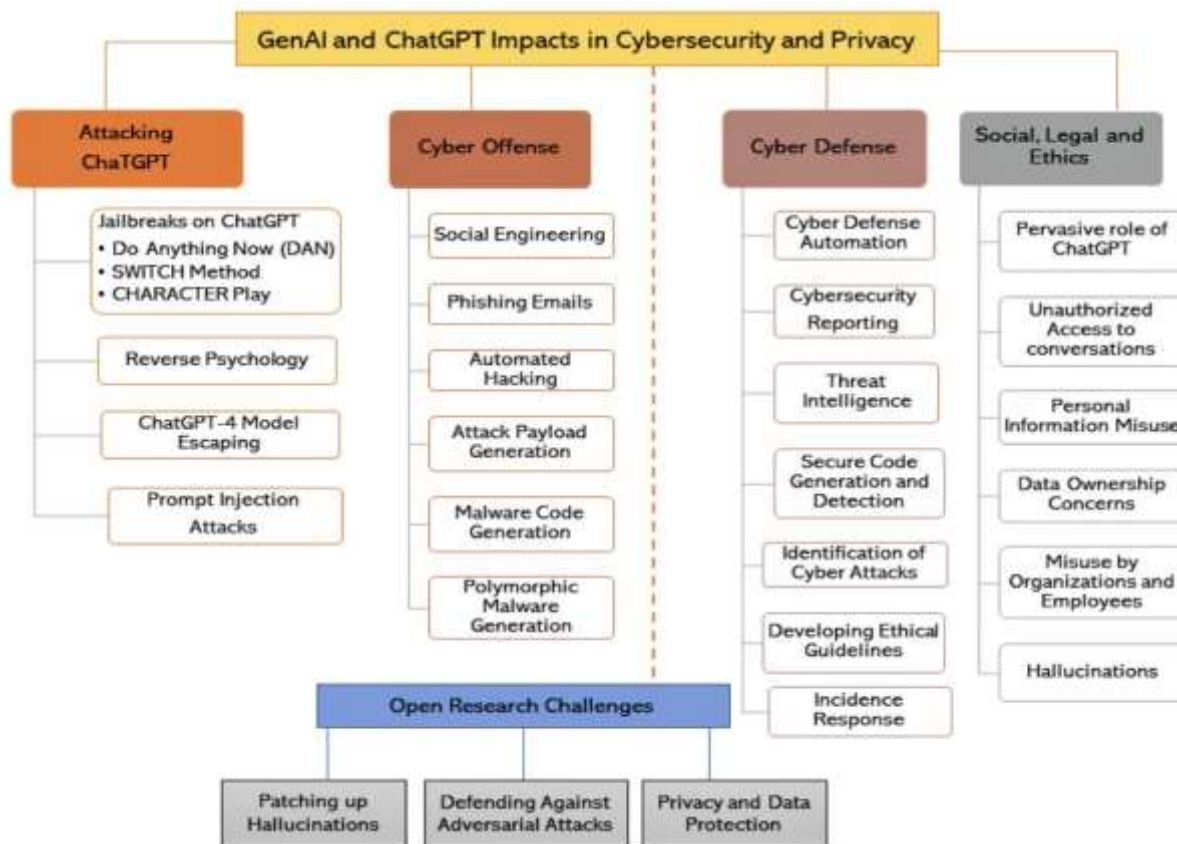 GenAI and ChatGPT Impacts in Cybersecurity and Privacy
Attacking
ChaTGPT
Jailbreaks on ChatGPT
• Do Anything Now (DAN)
• SWITCH Method
• CHARACTER Play
Reverse Psychology
ChatGPT-4 Model
Escaping
Prompt Injection
Attacks
Cyber Offense
Social Engineering
Phishing Emails
Automated
Hacking
Attack Payload
Generation
Malware Code
Generation
Polymorphic
Malware
Generation
Cyber Defense
Cyber Defense
Automation
Cybersecurity
Reporting
Threat
Intelligence
Secure Code
Generation and
Detection
Identification of
Cyber Attacks
Developing Ethical
Guidelines
Incidence
Response
Social, Legal and
Ethics
Pervasive role of
ChatGPT
Unauthorized
Access to
conversations
Personal
Information Misuse
Data Ownership
Concerns
Misuse by
Organizations and
Employees
Hallucinations
Open Research Challenges
Patching up
Hallucinations
Defending Against
Adversarial Attacks
Privacy and Data
Protection